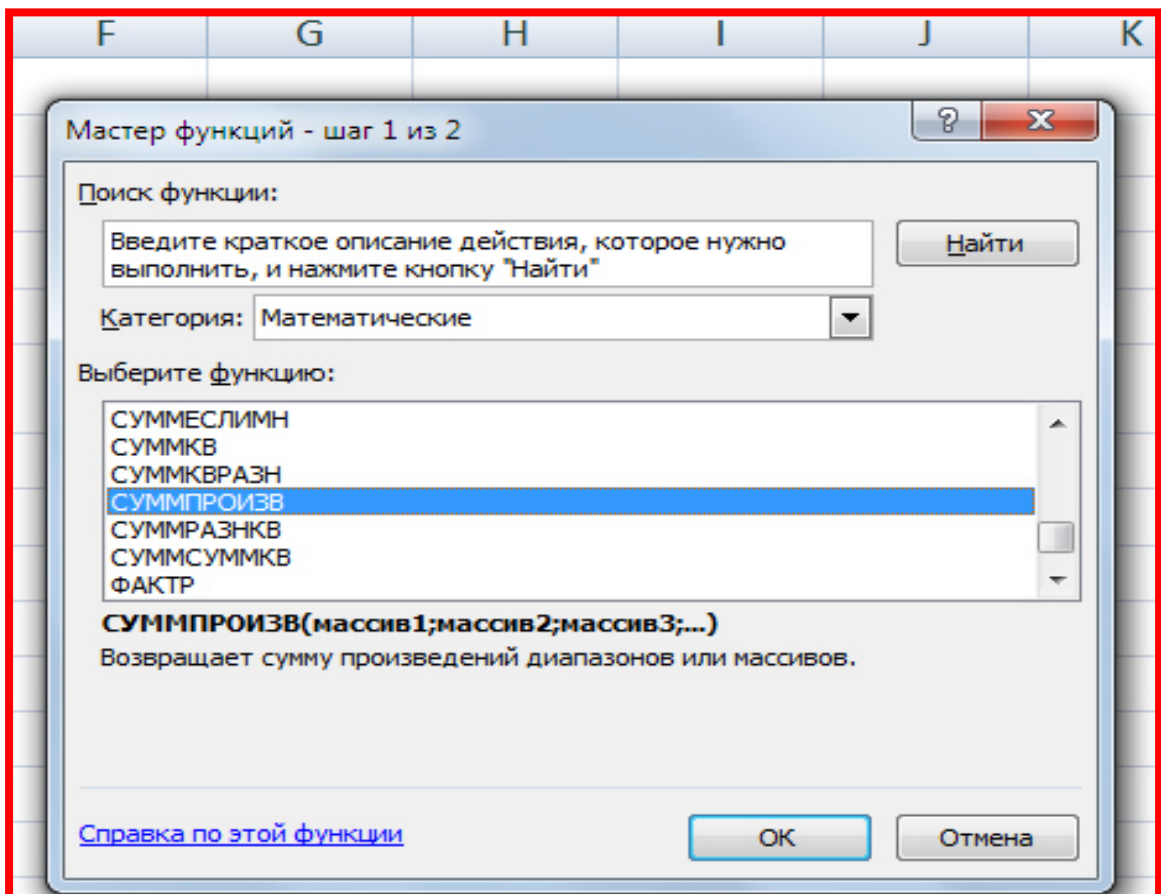 F G H I J K
Мастер функций - шаг 1 из 2
Поиск функции:
Введите краткое описание действия, которое нужно
выполнить, и нажмите кнопку "Найти"
Найти
Категория: Математические
Выберите функцию:
СУММЕСЛИМН
СУММКВ
СУММКВРАЗН
СУММПРОИЗВ
СУММРАЗНКВ
СУММСУММКВ
ФАКТР
СУММПРОИЗВ(массив1;массив2;массив3;...)
Возвращает сумму произведений диапазонов или массивов.
Справка по этой функции
ОК Отмена